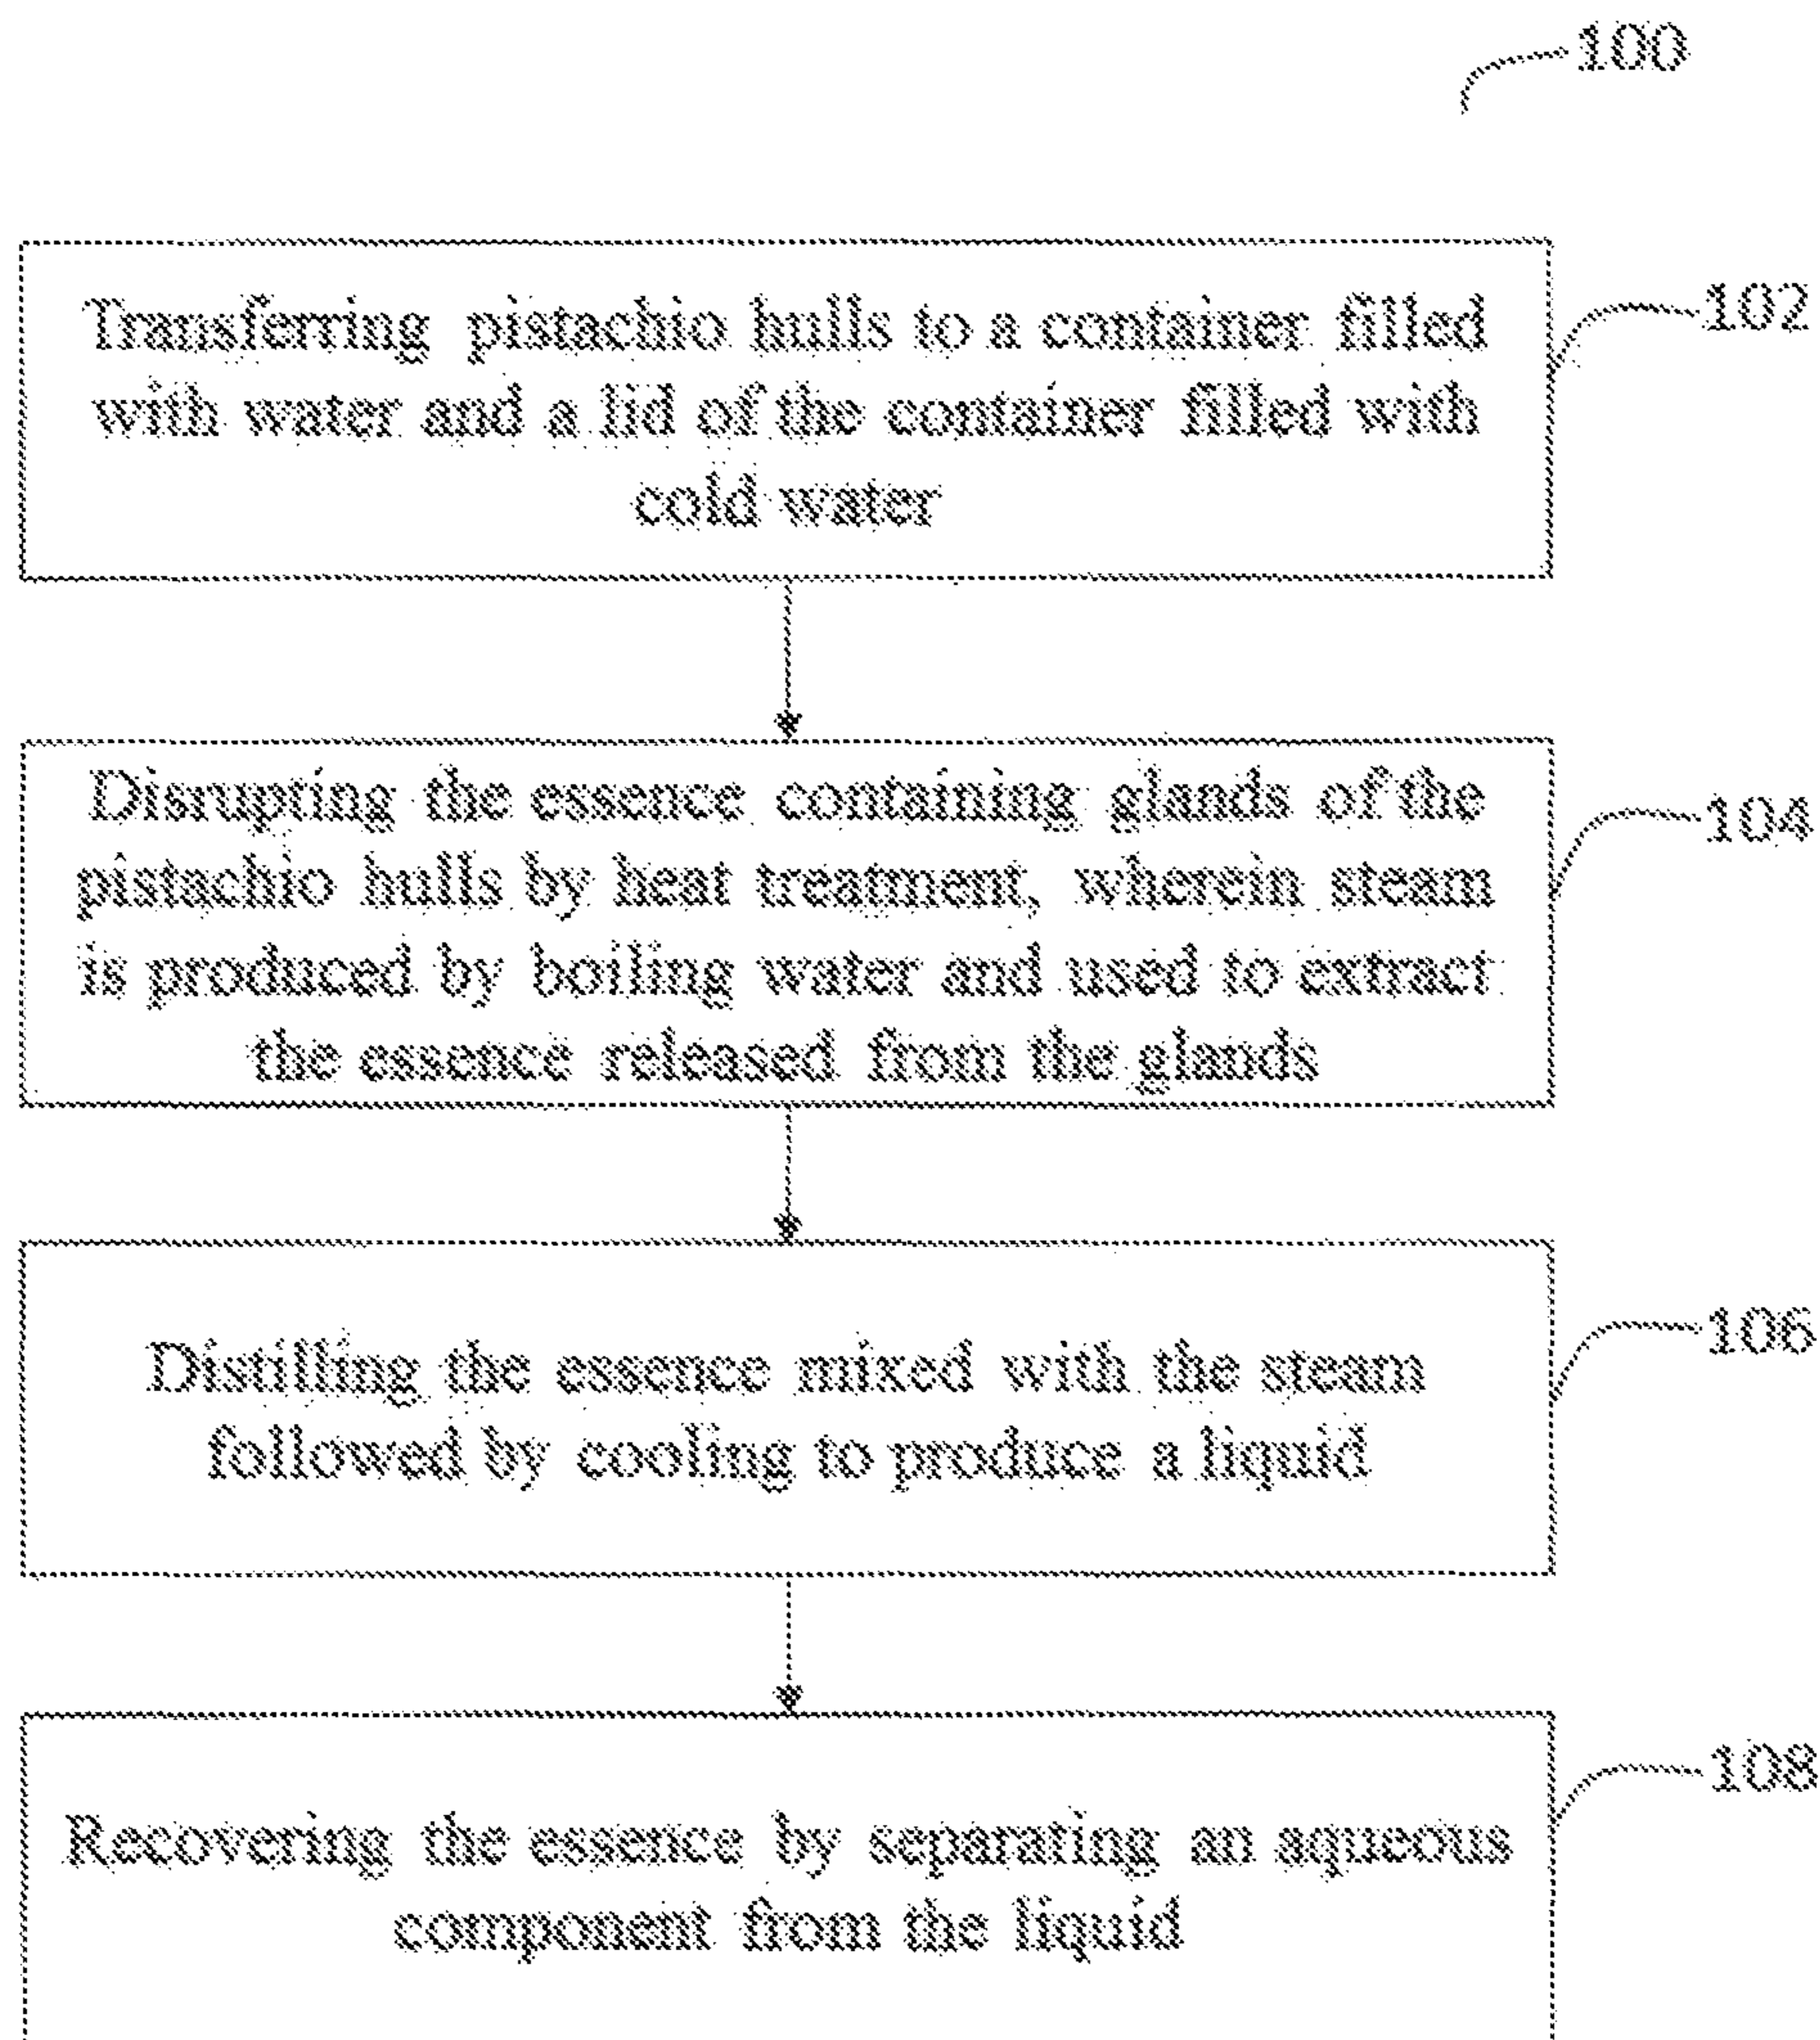 100
Transferring pistachio hulls to a container filled
with water and a lid of the container filled with
cold water
102
Disrupting the essence containing glands of the
pistachio hulls by heat treatment, wherein steam
is produced by boiling water and used to extract
the essence released from the glands
104
Distilling the essence mixed with the steam
followed by cooling to produce a liquid
106
Recovering the essence by separating an aqueous
component from the liquid
108